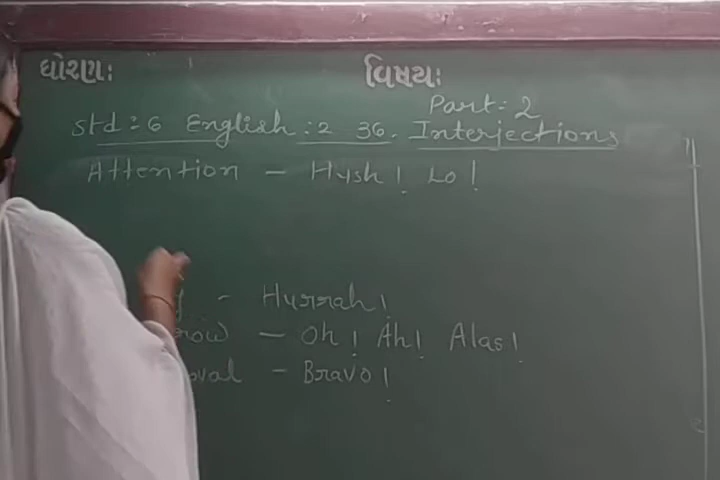 ધોરણ: વિષય:
Part:- 2
Std:-6 English:2 36. Interjections
Attention - Hush! Lo!
- Hurrah!
- Oh! Ah! Alas!
- Bravo!